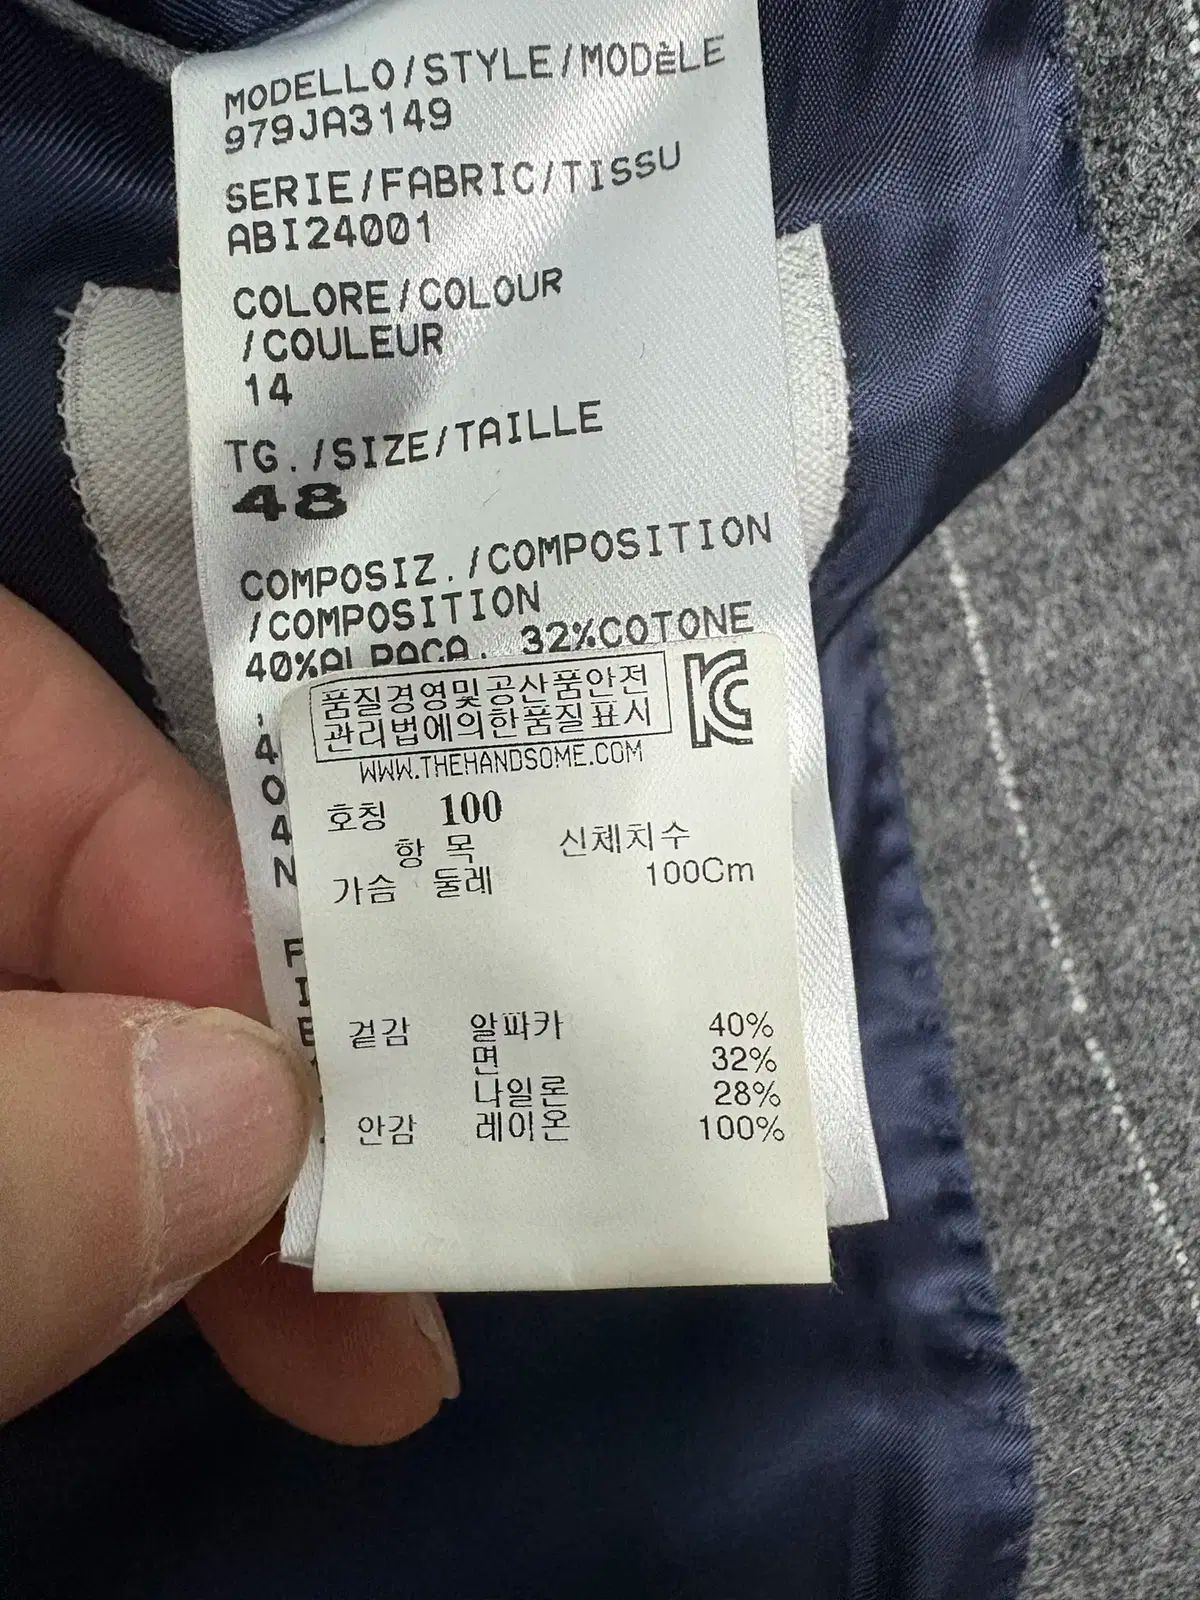 MODELLO/STYLE/MODÈLE
979JA3149
SERIE/FABRIC/TISSU
ABI24001
COLORE/COLOUR
/COULEUR
14
TG./SIZE/TAILLE
48
COMPOSIZ./COMPOSITION
/COMPOSITION
40%ALPACA, 32%COTONE
품질경영및공산품안전
관리법에의한품질표시
WWW.THEHANDSOME.COM
호칭 100
항 목 신체치수
가슴 둘레 100Cm
겉감 알파카 40%
면 32%
나일론 28%
안감 레이온 100%